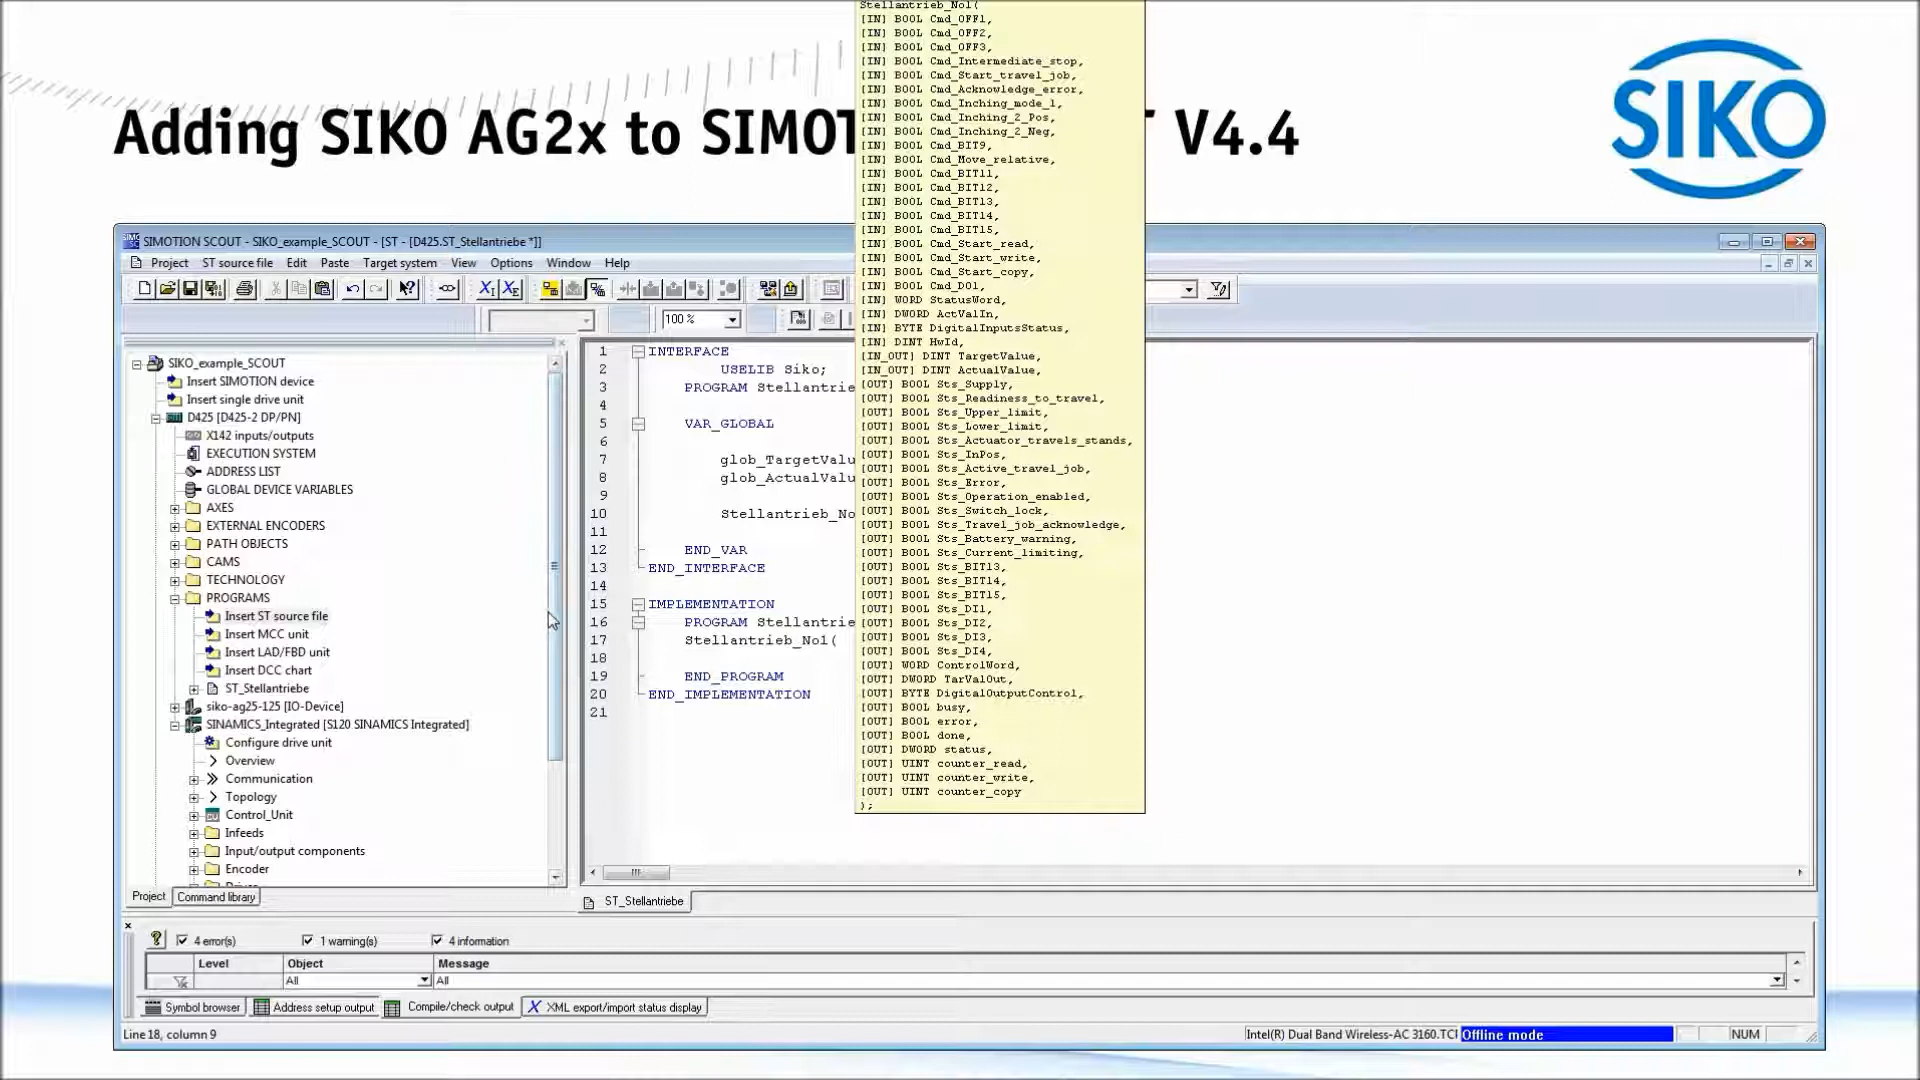 Adding SIKO AG2x to SIMOT V4.4
SIKO
SIMOTION SCOUT - SIKO_example_SCOUT - [ST - [D425.ST_Stellantriebe *]]
Project ST source file Edit Paste Target system View Options Window Help
100 %
SIKO_example_SCOUT
Insert SIMOTION device
Insert single drive unit
D425 [D425-2 DP/PN]
X142 inputs/outputs
EXECUTION SYSTEM
ADDRESS LIST
GLOBAL DEVICE VARIABLES
AXES
EXTERNAL ENCODERS
PATH OBJECTS
CAMS
TECHNOLOGY
PROGRAMS
Insert ST source file
Insert MCC unit
Insert LAD/FBD unit
Insert DCC chart
ST_Stellantriebe
siko-ag25-125 [IO-Device]
SINAMICS_Integrated [S120 SINAMICS Integrated]
Configure drive unit
Overview
Communication
Topology
Control_Unit
Infeeds
Input/output components
Encoder
Project Command library
1 INTERFACE
2 USELIB Siko;
3 PROGRAM Stellantrie
4
5 VAR_GLOBAL
6
7 glob_TargetValu
8 glob_ActualValu
9
10 Stellantrieb_No
11
12 END_VAR
13 END_INTERFACE
14
15 IMPLEMENTATION
16 PROGRAM Stellantrie
17 Stellantrieb_No1(
18
19 END_PROGRAM
20 END_IMPLEMENTATION
21
Stellantrieb_No1(
[IN] BOOL Cmd_OFF1,
[IN] BOOL Cmd_OFF2,
[IN] BOOL Cmd_OFF3,
[IN] BOOL Cmd_Intermediate_stop,
[IN] BOOL Cmd_Start_travel_job,
[IN] BOOL Cmd_Acknowledge_error,
[IN] BOOL Cmd_Inching_mode_1,
[IN] BOOL Cmd_Inching_2_Pos,
[IN] BOOL Cmd_Inching_2_Neg,
[IN] BOOL Cmd_BIT9,
[IN] BOOL Cmd_Move_relative,
[IN] BOOL Cmd_BIT11,
[IN] BOOL Cmd_BIT12,
[IN] BOOL Cmd_BIT13,
[IN] BOOL Cmd_BIT14,
[IN] BOOL Cmd_BIT15,
[IN] BOOL Cmd_Start_read,
[IN] BOOL Cmd_Start_write,
[IN] BOOL Cmd_Start_copy,
[IN] BOOL Cmd_DO1,
[IN] WORD StatusWord,
[IN] DWORD ActValIn,
[IN] BYTE DigitalInputsStatus,
[IN] DINT HwId,
[IN_OUT] DINT TargetValue,
[IN_OUT] DINT ActualValue,
[OUT] BOOL Sts_Supply,
[OUT] BOOL Sts_Readiness_to_travel,
[OUT] BOOL Sts_Upper_limit,
[OUT] BOOL Sts_Lower_limit,
[OUT] BOOL Sts_Actuator_travels_stands,
[OUT] BOOL Sts_InPos,
[OUT] BOOL Sts_Active_travel_job,
[OUT] BOOL Sts_Error,
[OUT] BOOL Sts_Operation_enabled,
[OUT] BOOL Sts_Switch_lock,
[OUT] BOOL Sts_Travel_job_acknowledge,
[OUT] BOOL Sts_Battery_warning,
[OUT] BOOL Sts_Current_limiting,
[OUT] BOOL Sts_BIT13,
[OUT] BOOL Sts_BIT14,
[OUT] BOOL Sts_BIT15,
[OUT] BOOL Sts_DI1,
[OUT] BOOL Sts_DI2,
[OUT] BOOL Sts_DI3,
[OUT] BOOL Sts_DI4,
[OUT] WORD ControlWord,
[OUT] DWORD TarValOut,
[OUT] BYTE DigitalOutputControl,
[OUT] BOOL busy,
[OUT] BOOL error,
[OUT] BOOL done,
[OUT] DWORD status,
[OUT] UINT counter_read,
[OUT] UINT counter_write,
[OUT] UINT counter_copy
);
ST_Stellantriebe
4 error(s) 1 warning(s) 4 information
Level Object Message
All All
Symbol browser Address setup output Compile/check output XML export/import status display
Line 18, column 9 Intel(R) Dual Band Wireless-AC 3160.TCI Offline mode NUM